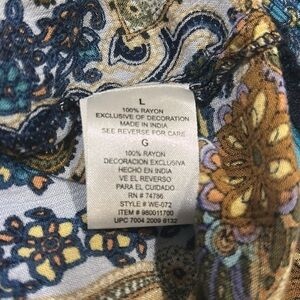 L
100% RAYON
EXCLUSIVE OF DECORATION
MADE IN INDIA
SEE REVERSE FOR CARE
G
100% RAYON
DECORACION EXCLUSIVA
HECHO EN INDIA
VE EL REVERSO
PARA EL CUIDADO
RN # 74786
STYLE # WE-072
ITEM # 980011700
UPC 7004 2009 6132